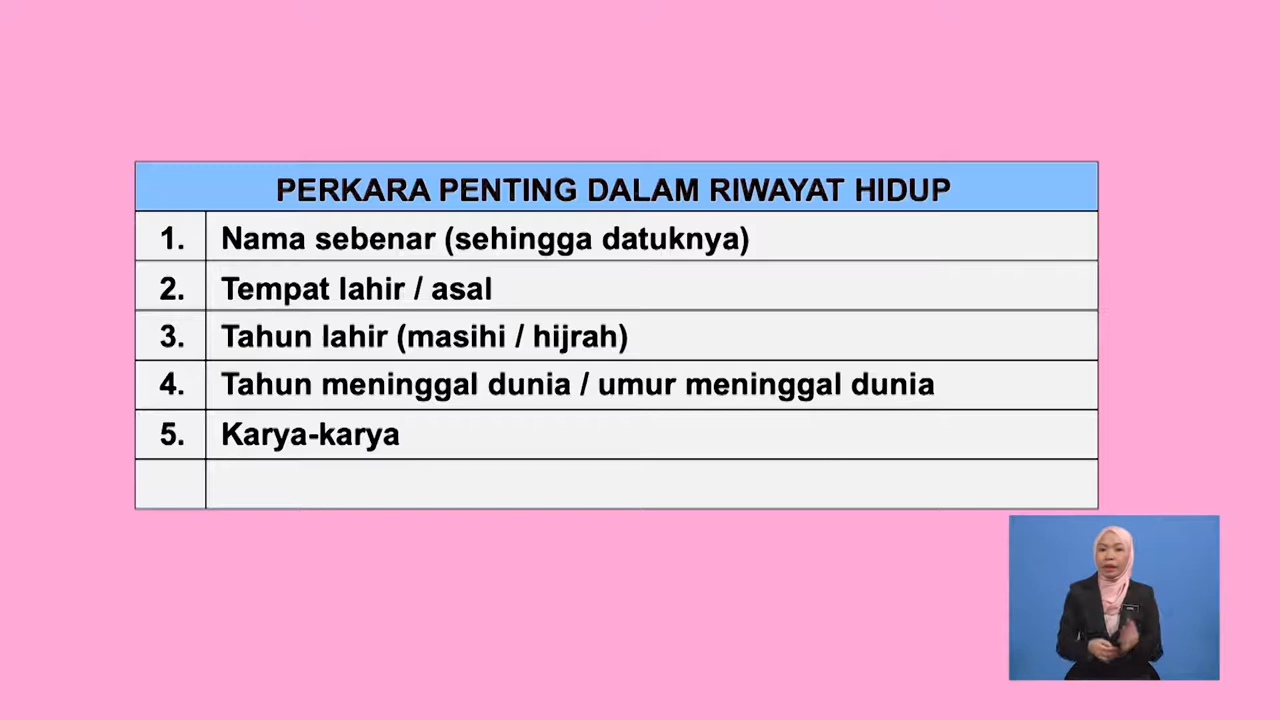 PERKARA PENTING DALAM RIWAYAT HIDUP
1. Nama sebenar (sehingga datuknya)
2. Tempat lahir / asal
3. Tahun lahir (masihi / hijrah)
4. Tahun meninggal dunia / umur meninggal dunia
5. Karya-karya